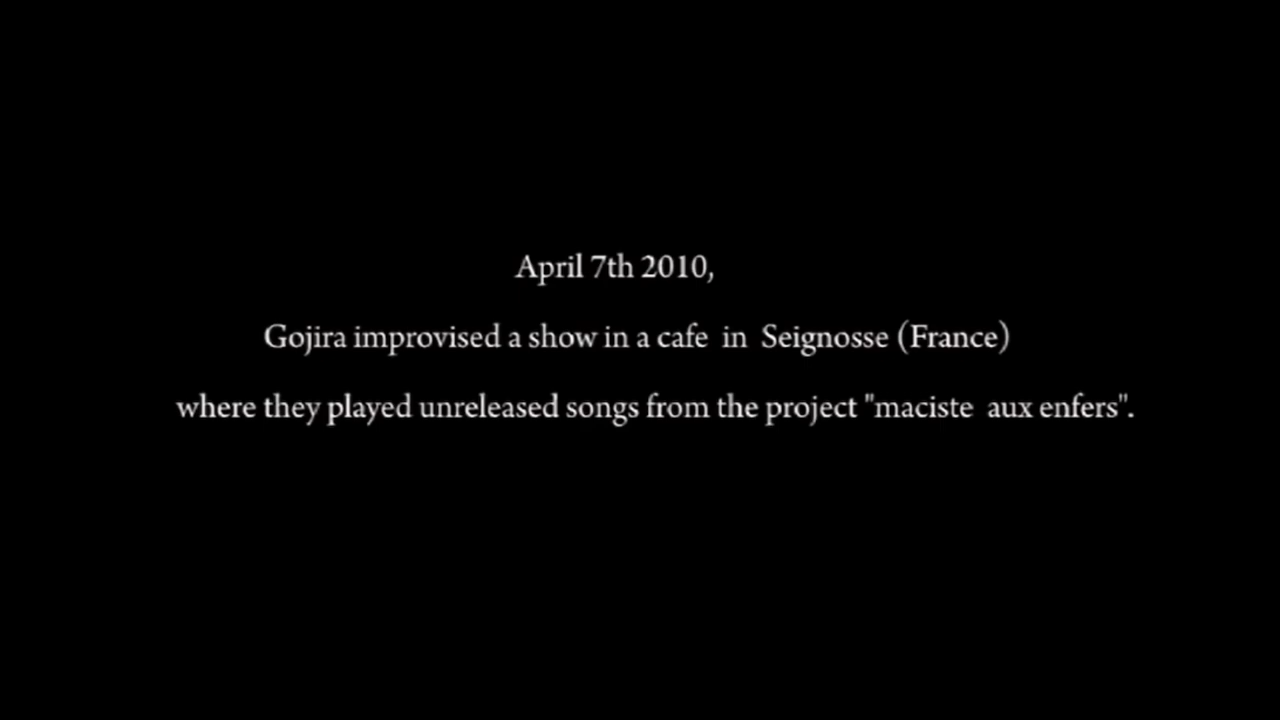 April 7th 2010,
Gojira improvised a show in a cafe in Seignosse (France)
where they played unreleased songs from the project "maciste aux enfers".